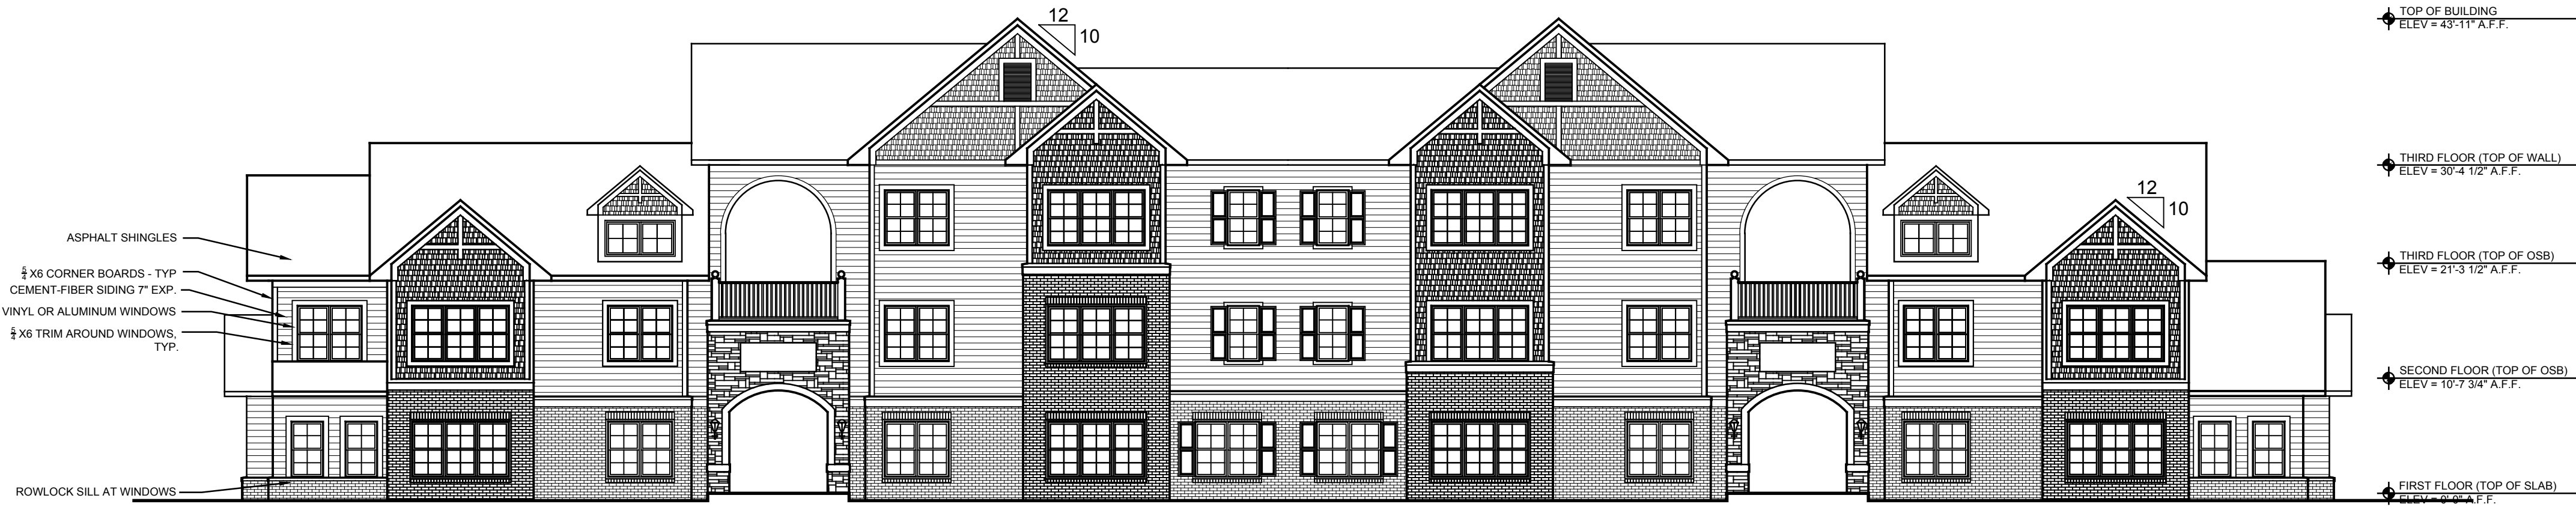 12
10
12
10
ASPHALT SHINGLES
5/4 X6 CORNER BOARDS - TYP
CEMENT-FIBER SIDING 7" EXP.
VINYL OR ALUMINUM WINDOWS
5/4 X6 TRIM AROUND WINDOWS,
TYP.
ROWLOCK SILL AT WINDOWS
TOP OF BUILDING
ELEV = 43'-11" A.F.F.
THIRD FLOOR (TOP OF WALL)
ELEV = 30'-4 1/2" A.F.F.
THIRD FLOOR (TOP OF OSB)
ELEV = 21'-3 1/2" A.F.F.
SECOND FLOOR (TOP OF OSB)
ELEV = 10'-7 3/4" A.F.F.
FIRST FLOOR (TOP OF SLAB)
ELEV = 0'-0" A.F.F.